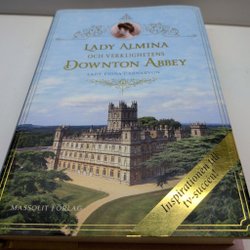 LADY ALMINA
OCH VERKLIGHETENS
DOWNTON ABBEY
LADY FIONA CARNARVON
Inspirationen till
tv-succén!
MASSOLIT FÖRLAG